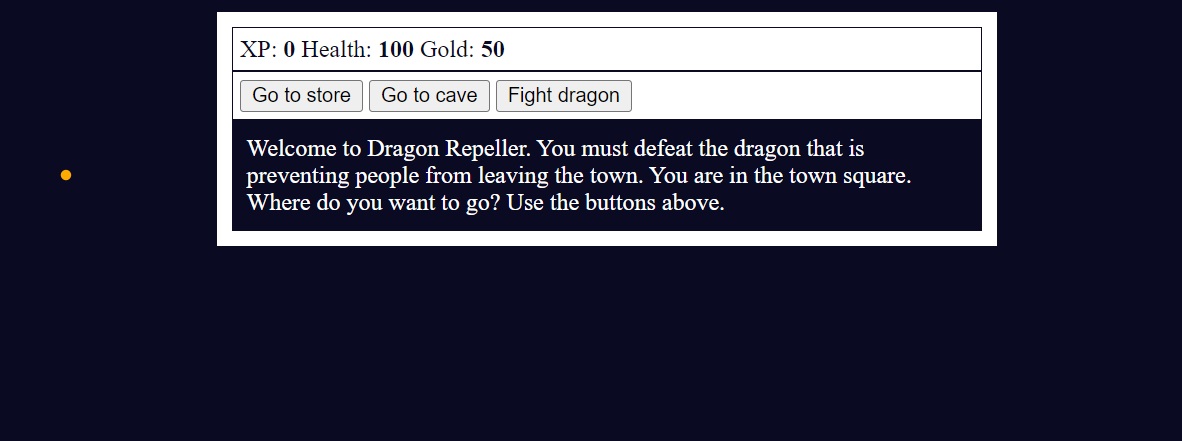 XP: 0 Health: 100 Gold: 50
Go to store Go to cave Fight dragon
Welcome to Dragon Repeller. You must defeat the dragon that is
preventing people from leaving the town. You are in the town square.
Where do you want to go? Use the buttons above.